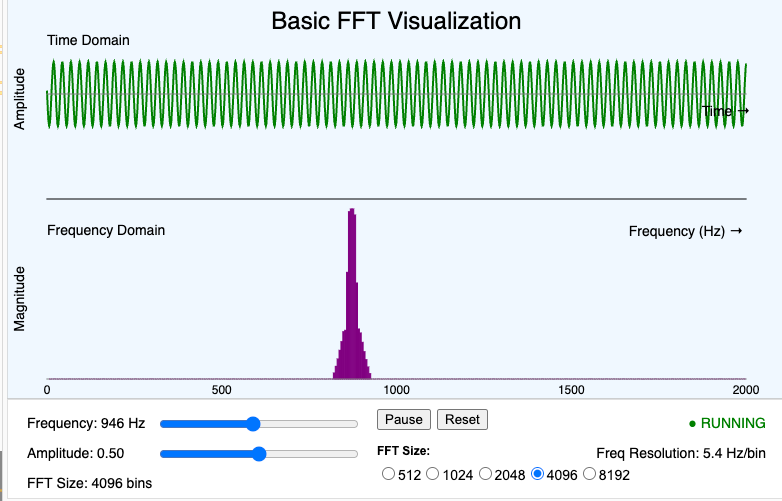 Basic FFT Visualization
Time Domain
Amplitude
Time →
Frequency Domain
Frequency (Hz) →
Magnitude
0 500 1000 1500 2000
Frequency: 946 Hz
Pause Reset
● RUNNING
Amplitude: 0.50
FFT Size:
Freq Resolution: 5.4 Hz/bin
512 1024 2048 4096 8192
FFT Size: 4096 bins